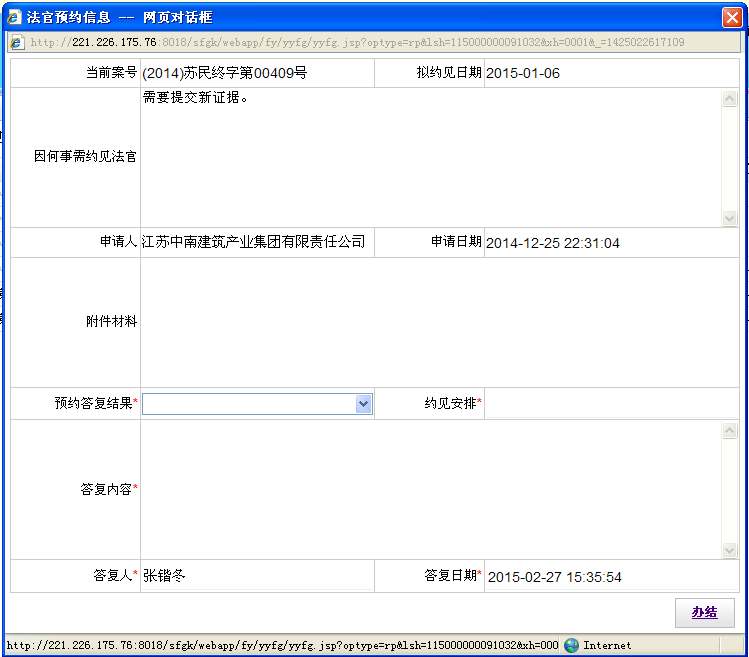 法官预约信息 -- 网页对话框
http://221.226.175.76:8018/sfgk/webapp/fy/yyfg/yyfg.jsp?optype=rp&lsh=115000000091032&xh=0001&_=1425022617109
当前案号 (2014)苏民终字第00409号 拟约见日期 2015-01-06
因何事需约见法官 需要提交新证据。
申请人 江苏中南建筑产业集团有限责任公司 申请日期 2014-12-25 22:31:04
附件材料
预约答复结果* 约见安排*
答复内容*
答复人* 张锴冬 答复日期* 2015-02-27 15:35:54
办结
http://221.226.175.76:8018/sfgk/webapp/fy/yyfg/yyfg.jsp?optype=rp&lsh=115000000091032&xh=000 Internet